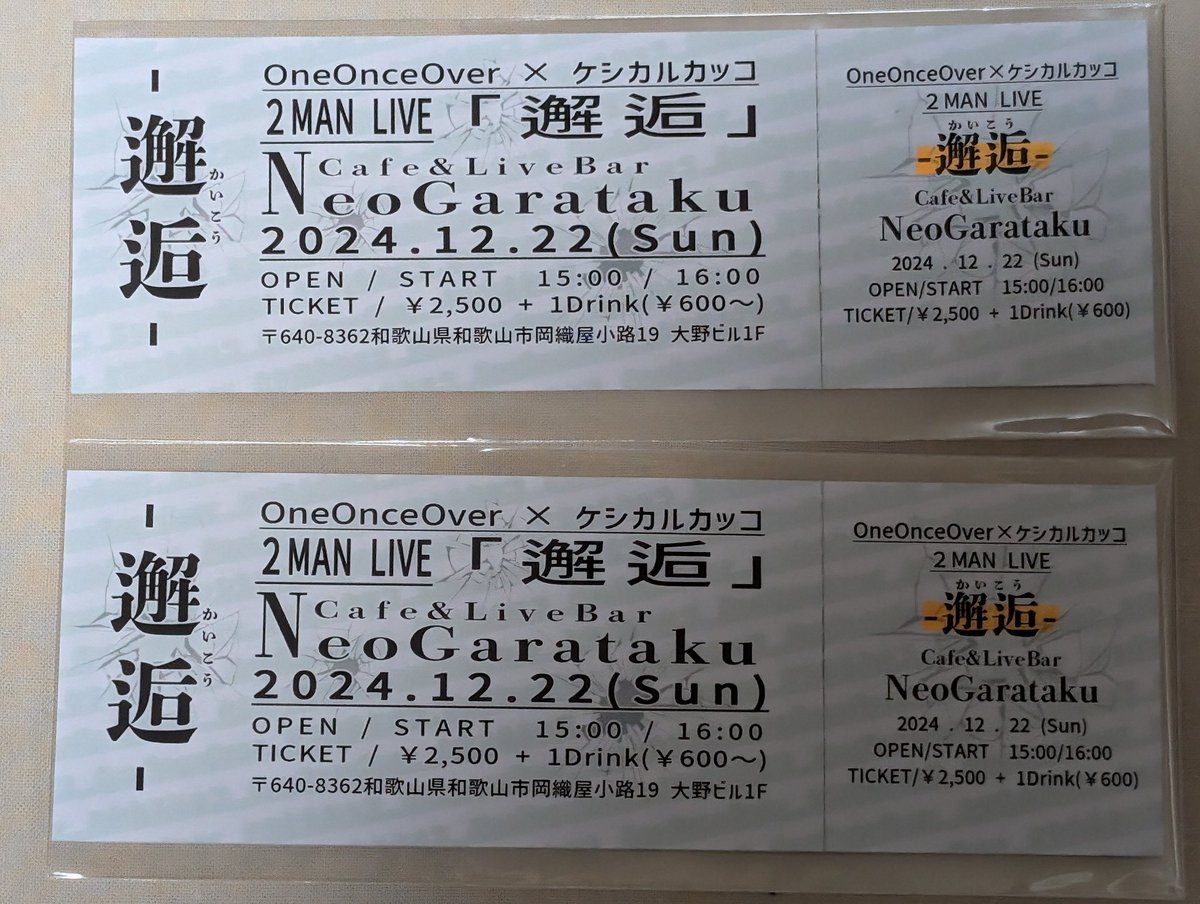 -邂逅-
かいこう
OneOnceOver × ケシカルカッコ
2MAN LIVE「邂逅」
Cafe&LiveBar
NeoGarataku
2024.12.22(Sun)
OPEN / START 15:00 / 16:00
TICKET / ¥2,500 + 1Drink(¥600〜)
〒640-8362和歌山県和歌山市岡織屋小路19 大野ビル1F
OneOnceOver×ケシカルカッコ
2MAN LIVE
かいこう
-邂逅-
Cafe&LiveBar
NeoGarataku
2024 . 12 . 22 (Sun)
OPEN/START 15:00/16:00
TICKET/¥2,500 + 1Drink(¥600)
-邂逅-
かいこう
OneOnceOver × ケシカルカッコ
2MAN LIVE「邂逅」
Cafe&LiveBar
NeoGarataku
2024.12.22(Sun)
OPEN / START 15:00 / 16:00
TICKET / ¥2,500 + 1Drink(¥600〜)
〒640-8362和歌山県和歌山市岡織屋小路19 大野ビル1F
OneOnceOver×ケシカルカッコ
2MAN LIVE
かいこう
-邂逅-
Cafe&LiveBar
NeoGarataku
2024 . 12 . 22 (Sun)
OPEN/START 15:00/16:00
TICKET/¥2,500 + 1Drink(¥600)